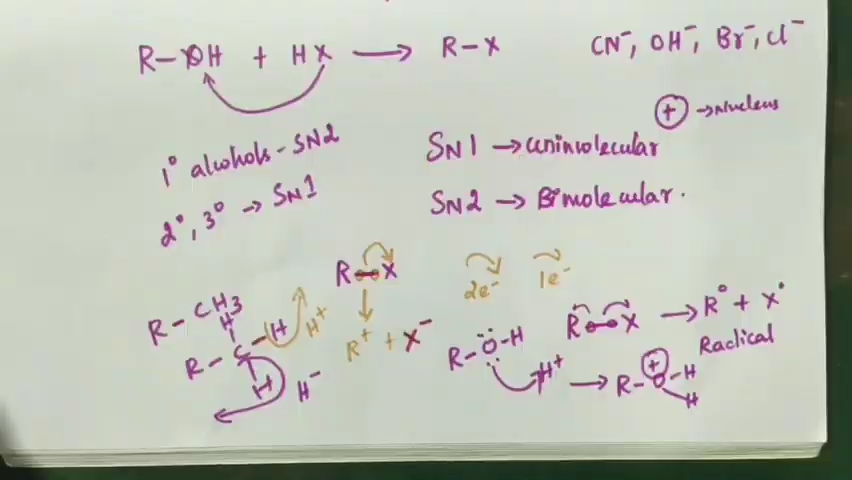 R-OH + HX → R-X   CN⁻, OH⁻, Br⁻, Cl⁻
⊕ → Nucleus
1° alcohols - SN2   SN1 → Unimolecular
2°, 3° → SN1   SN2 → Bimolecular.
R-X   2e⁻   1e⁻
R-CH3   R-X → R° + X•
H   H   H⁺   R⁺ + X⁻   R-O-H   Radical
R-C   H   H⁻   H⁺ → R-O-H
⊕   H